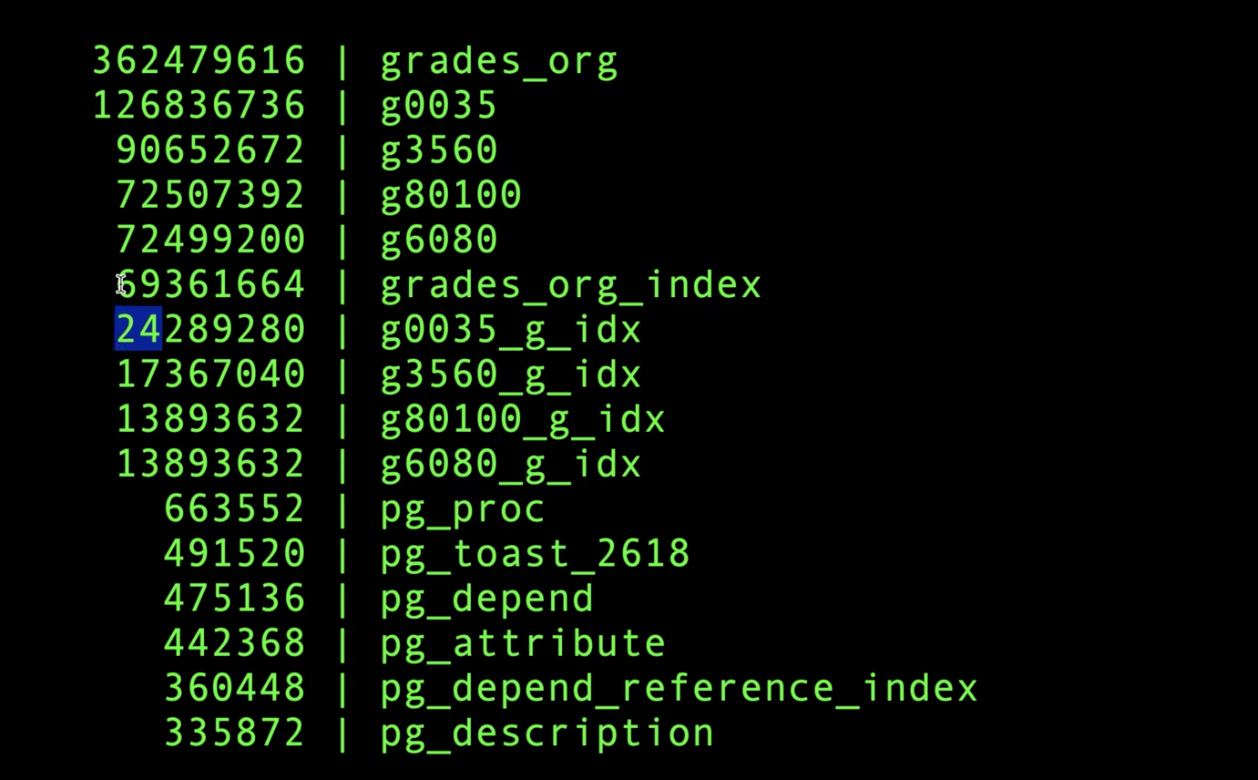 362479616 | grades_org
126836736 | g0035
90652672 | g3560
72507392 | g80100
72499200 | g6080
69361664 | grades_org_index
24289280 | g0035_g_idx
17367040 | g3560_g_idx
13893632 | g80100_g_idx
13893632 | g6080_g_idx
663552 | pg_proc
491520 | pg_toast_2618
475136 | pg_depend
442368 | pg_attribute
360448 | pg_depend_reference_index
335872 | pg_description